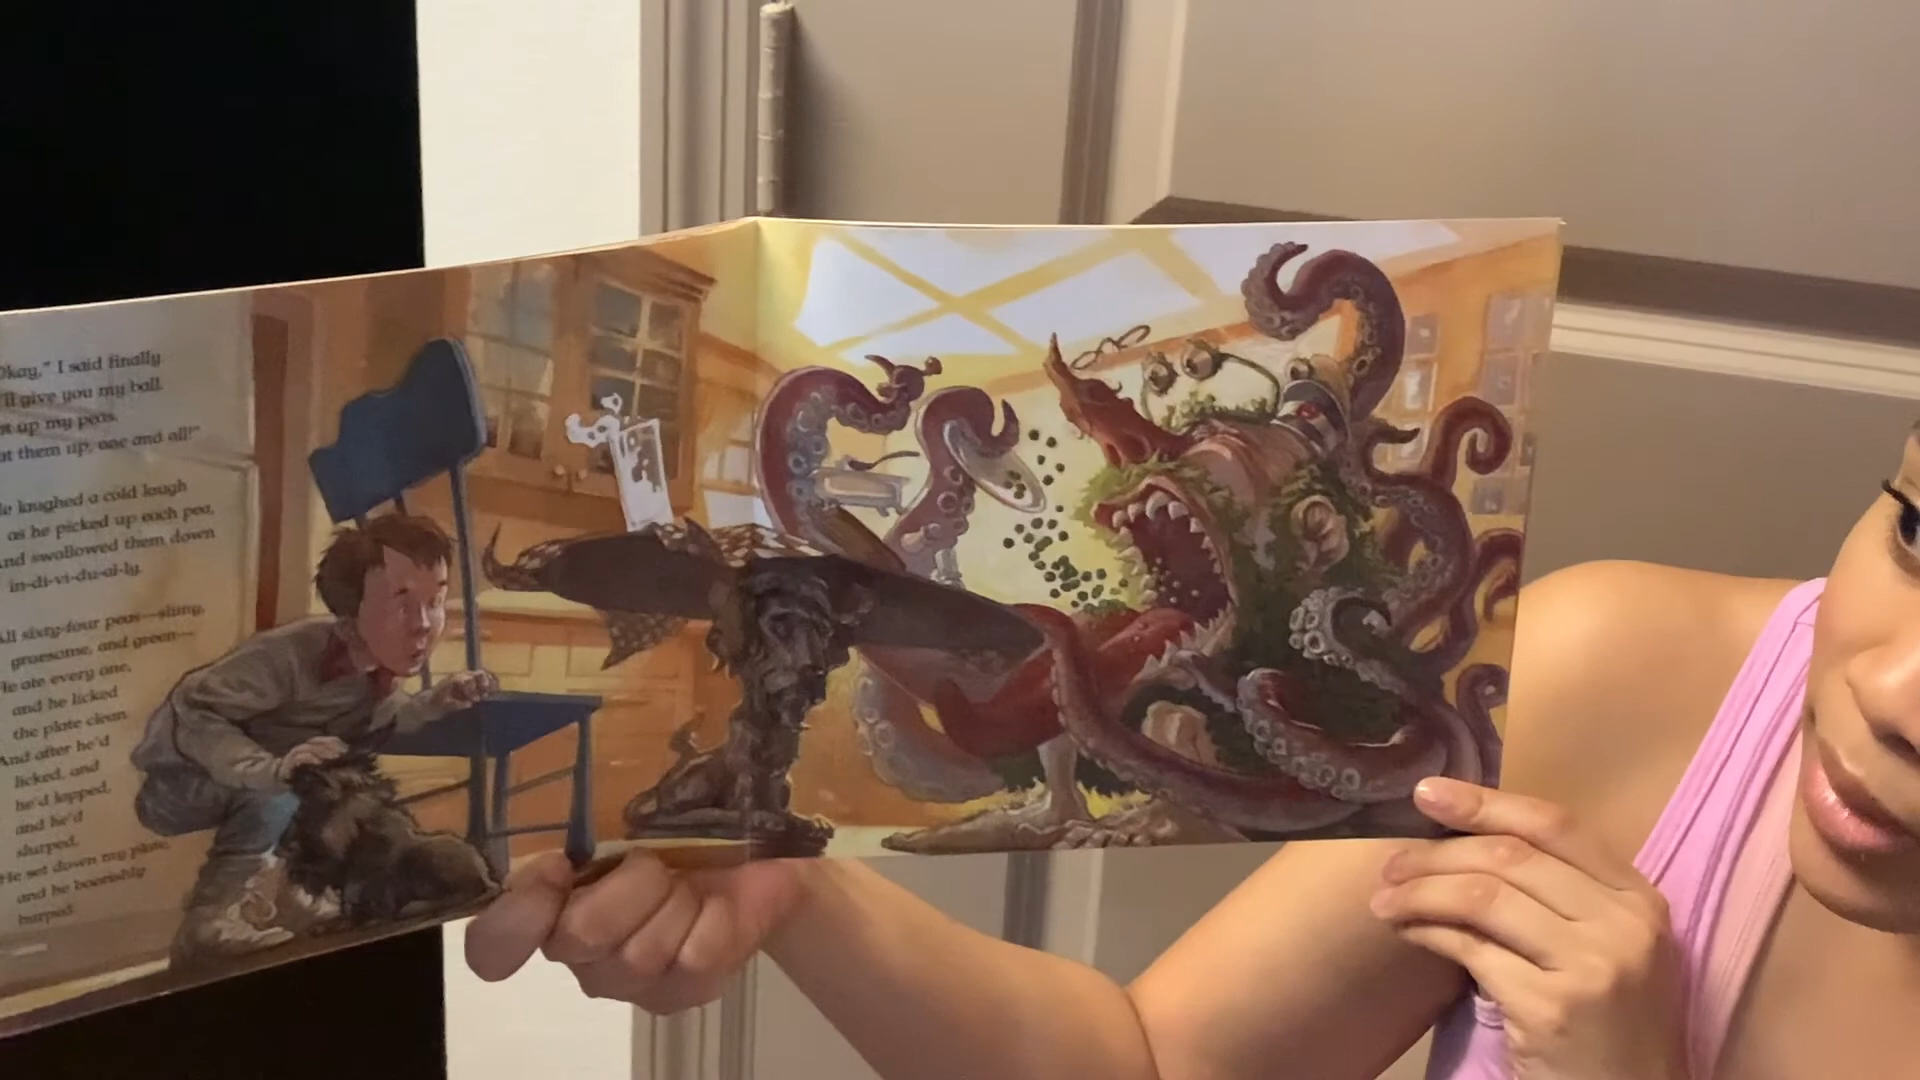 Okay," I said finally
I'll give you my ball.
eat up my peas.
eat them up, one and all!"
He laughed a cold laugh
as he picked up each pea,
And swallowed them down
in-di-vi-du-al-ly.
All sixty-four peas—slimy,
gruesome, and green—
He ate every one,
and he licked
the plate clean.
And after he'd
licked, and
he'd lapped,
and he'd
slurped,
He set down my plate,
and he boorishly
burped.